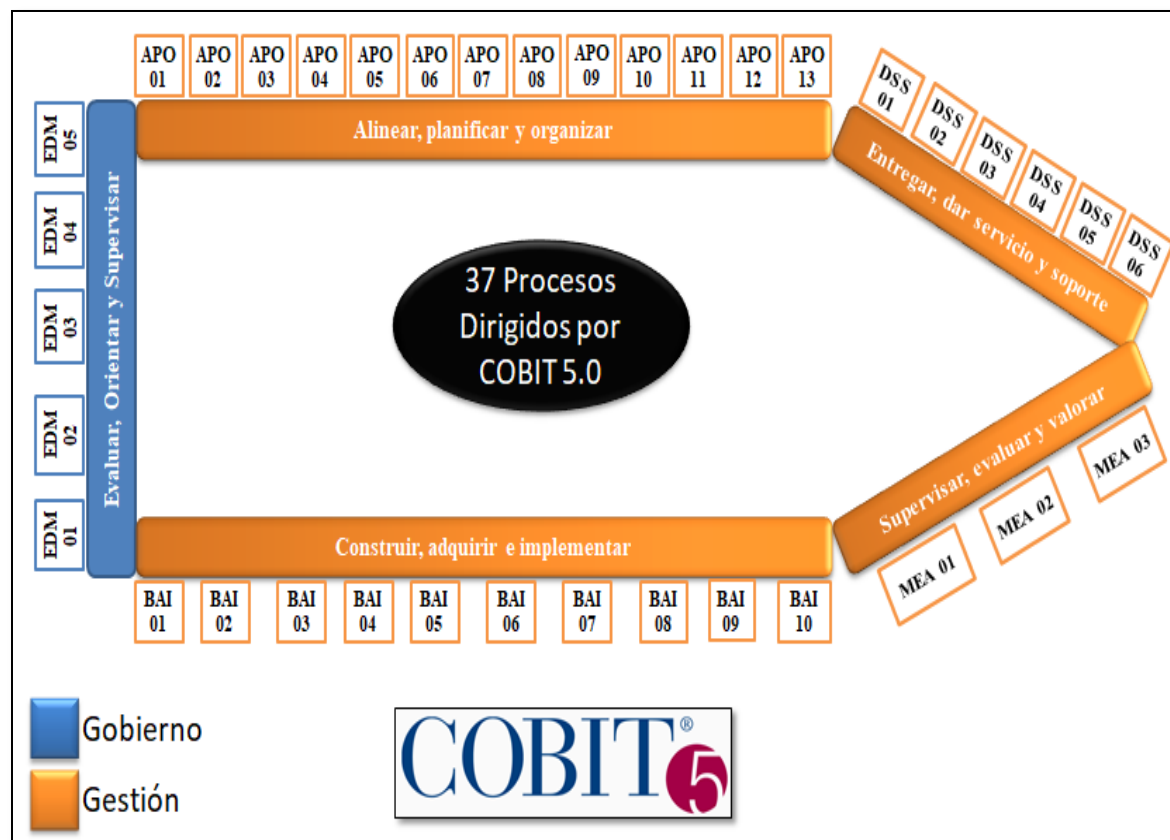 APO
01
APO
02
APO
03
APO
04
APO
05
APO
06
APO
07
APO
08
APO
09
APO
10
APO
11
APO
12
APO
13
Alinear, planificar y organizar
DSS
01
DSS
02
DSS
03
DSS
04
DSS
05
DSS
06
Entregar, dar servicio y soporte
EDM
05
EDM
04
EDM
03
EDM
02
EDM
01
Evaluar, Orientar y Supervisar
37 Procesos
Dirigidos por
COBIT 5.0
Supervisar, evaluar y valorar
MEA 01
MEA 02
MEA 03
Construir, adquirir e implementar
BAI
01
BAI
02
BAI
03
BAI
04
BAI
05
BAI
06
BAI
07
BAI
08
BAI
09
BAI
10
Gobierno
Gestión
COBIT® 5